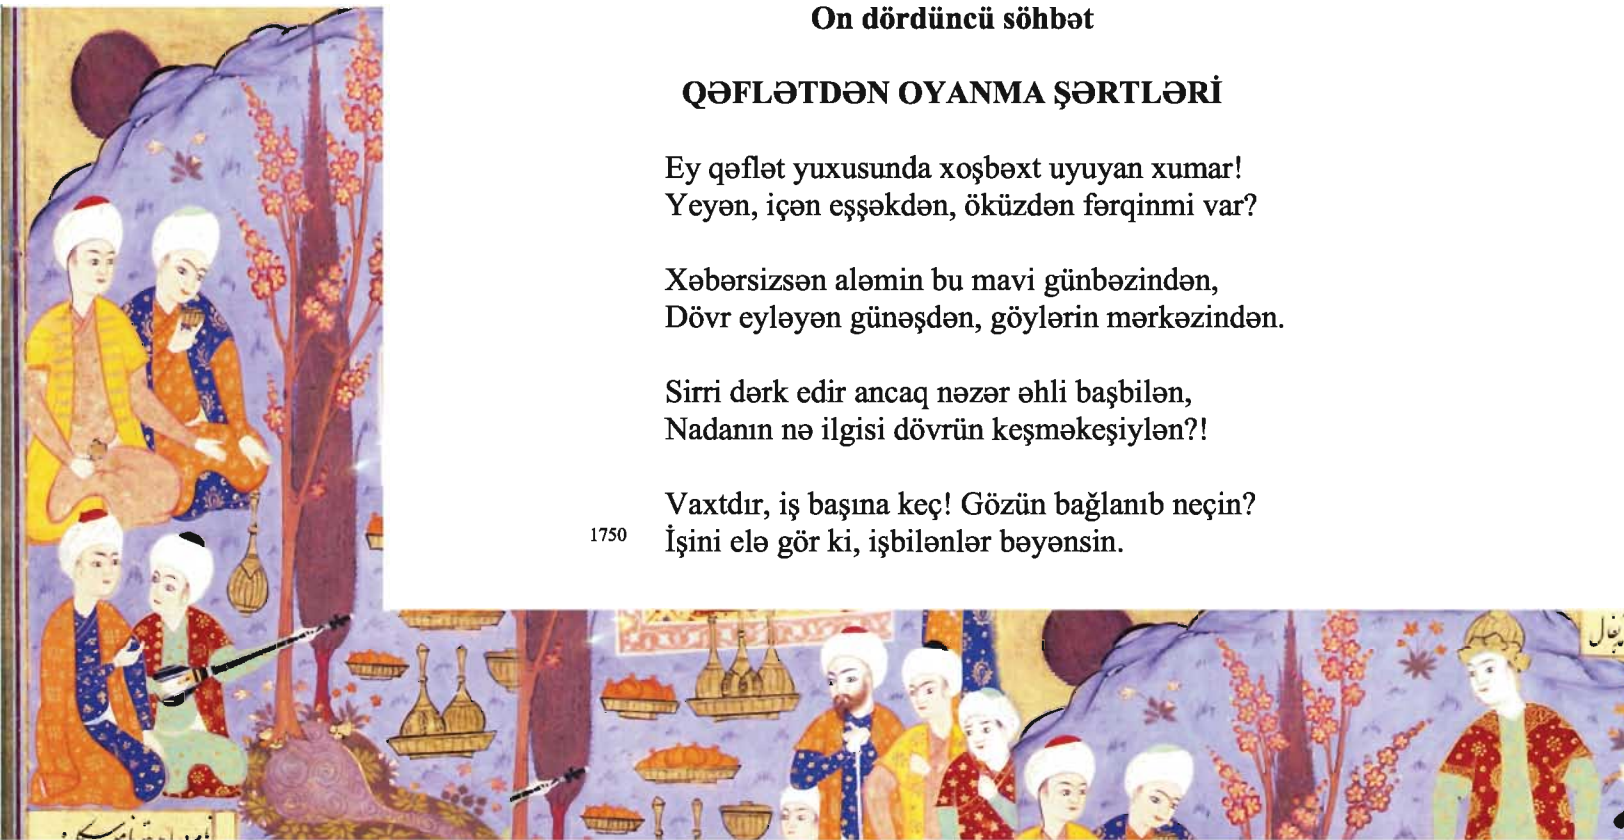 On dördüncü söhbət
QƏFLƏTDƏN OYANMA ŞƏRTLƏRİ
Ey qəflət yuxusunda xoşbəxt uyuyan xumar!
Yeyən, içən eşşəkdən, öküzdən fərqinmi var?
Xəbərsizsən aləmin bu mavi günbəzindən,
Dövr eyləyən günəşdən, göylərin mərkəzindən.
Sirri dərk edir ancaq nəzər əhli başbilən,
Nadanın nə ilgisi dövrün keşməkeşiylən?!
Vaxtdır, iş başına keç! Gözün bağlanıb neçin?
1750 İşini elə gör ki, işbilənlər bəyənsin.